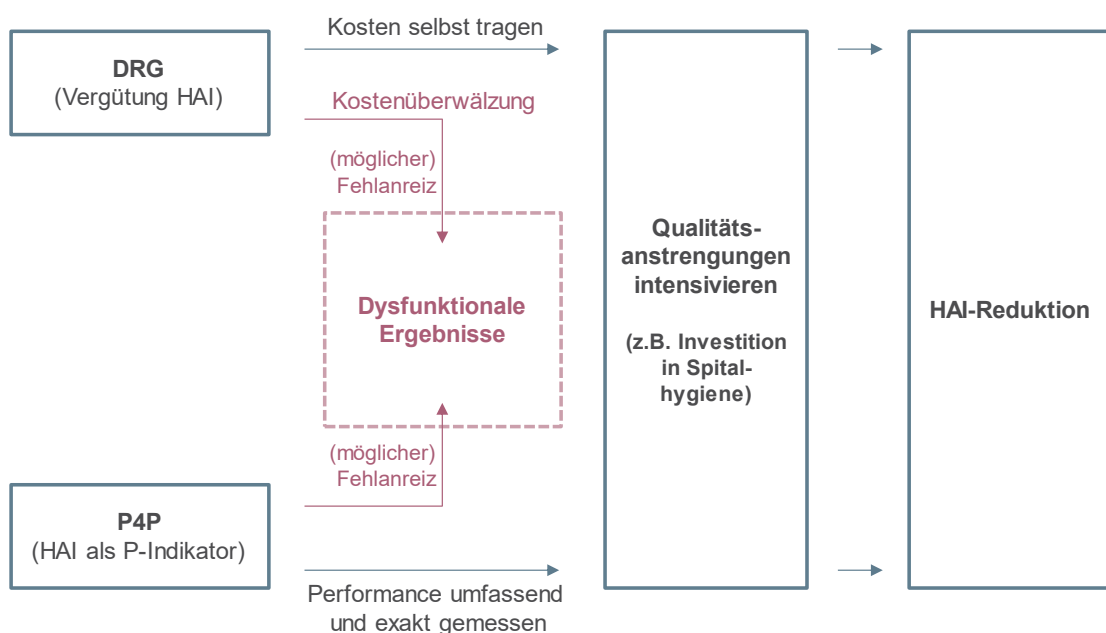 Kosten selbst tragen
DRG
(Vergütung HAI)
Kostenüberwälzung
(möglicher)
Fehlanreiz
Dysfunktionale
Ergebnisse
(möglicher)
Fehlanreiz
P4P
(HAI als P-Indikator)
Performance umfassend
und exakt gemessen
Qualitäts-
anstrengungen
intensivieren
(z.B. Investition
in Spital-
hygiene)
HAI-Reduktion